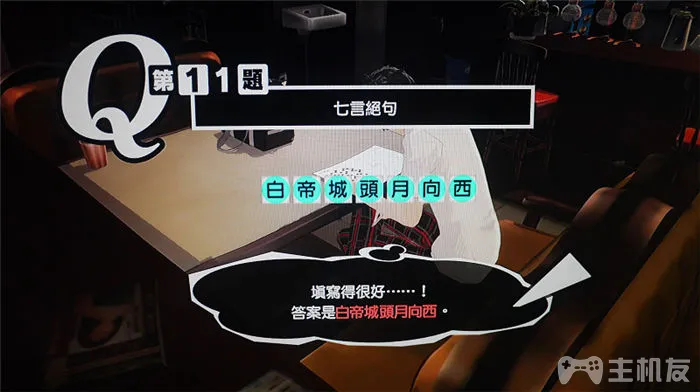 Q
第11題
七言絕句
白帝城頭月向西
填寫得很好……！
答案是白帝城頭月向西。
主机友